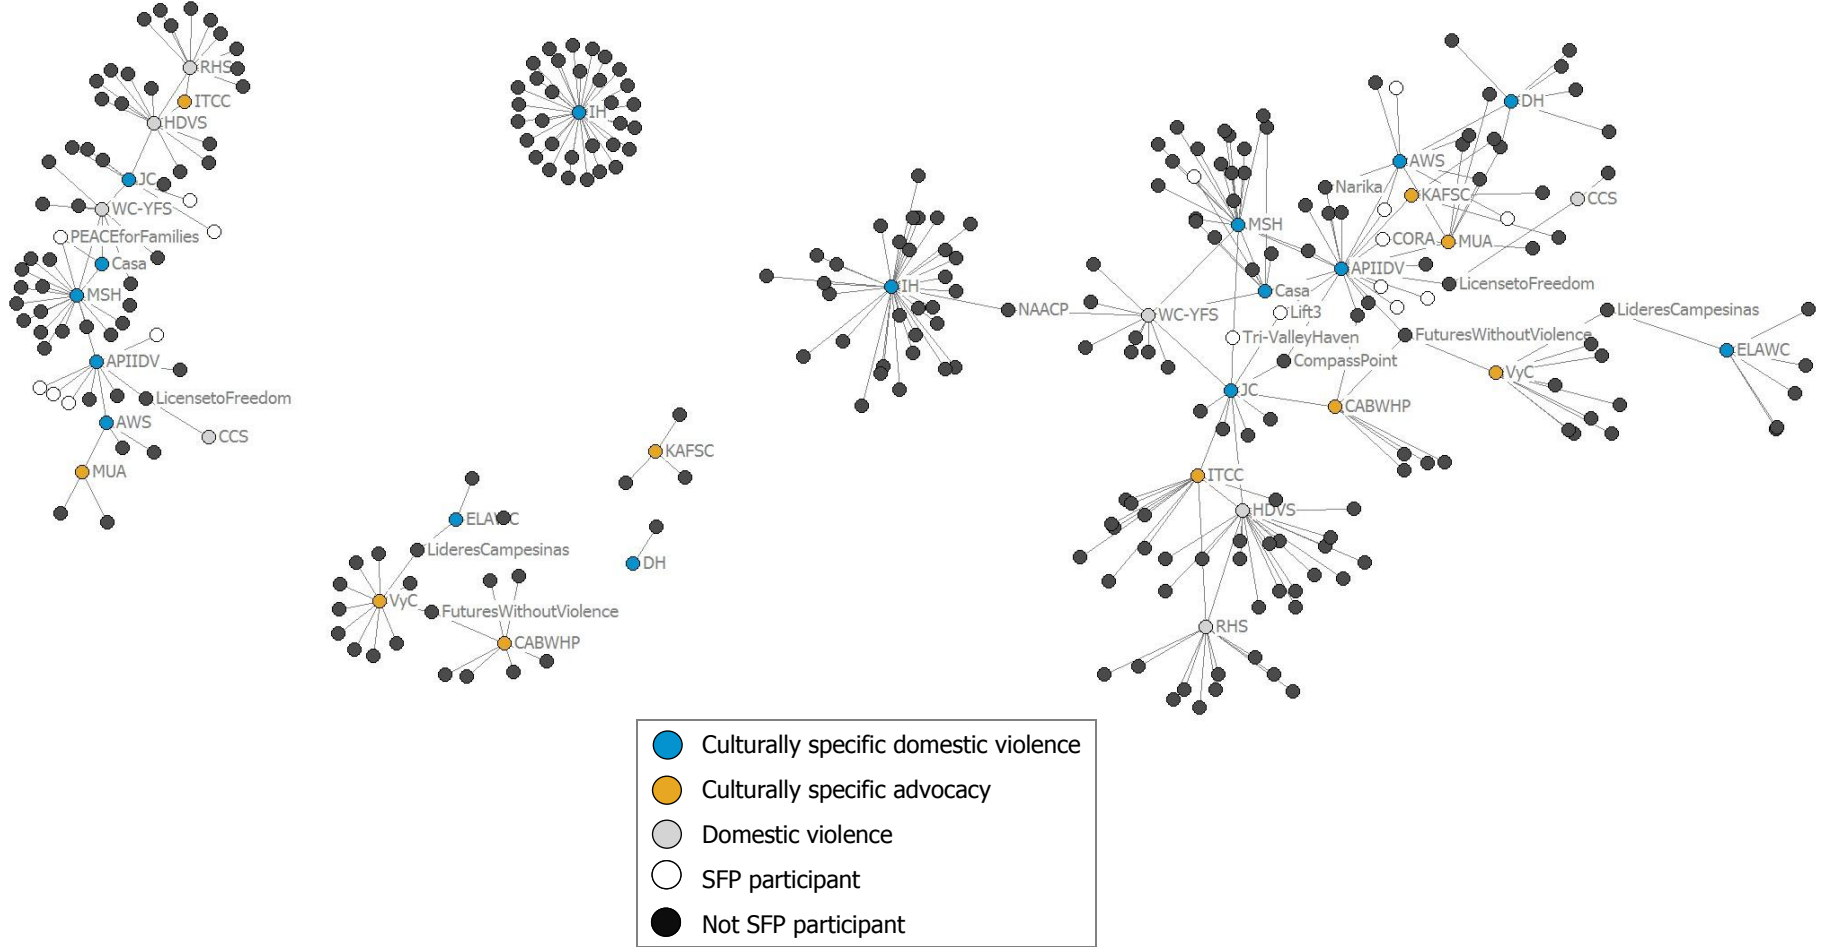 RHS
ITCC
HDVS
JC
WC-YFS
PEACEforFamilies
Casa
MSH
APIIDV
LicensetoFreedom
AWS
CCS
MUA
IH
KAFSC
ELAWC
LideresCampesinas
DH
VyC
FuturesWithoutViolence
CABWHP
IH
NAACP
DH
AWS
Narika
KAFSC
CCS
MSH
CORA
MUA
APIIDV
LicensetoFreedom
Casa
WC-YFS
Lift3
LideresCampesinas
Tri-ValleyHaven
FuturesWithoutViolence
ELAWC
CompassPoint
VyC
JC
CABWHP
ITCC
HDVS
RHS
Culturally specific domestic violence
Culturally specific advocacy
Domestic violence
SFP participant
Not SFP participant